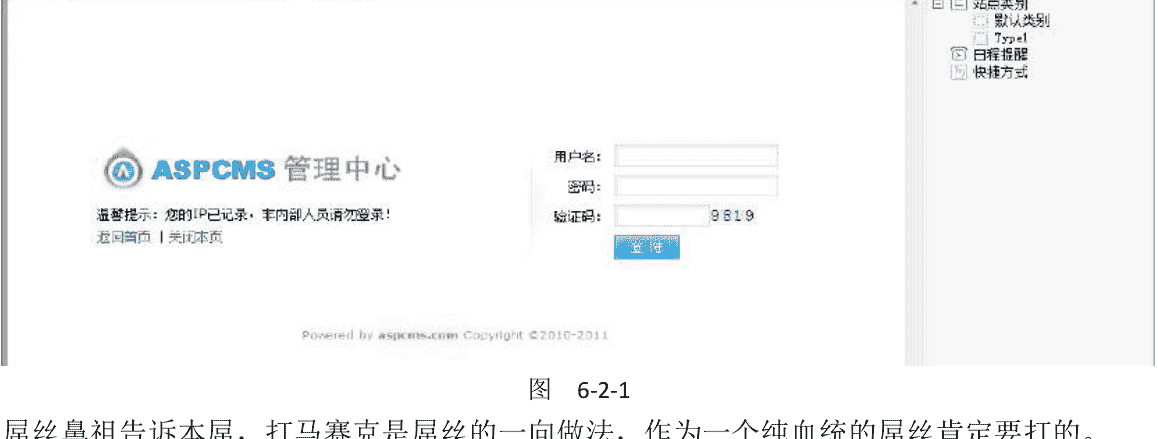 站点类别
默认类别
Type1
日程提醒
快捷方式
ASPCMS 管理中心
温馨提示：您的IP已记录，非内部人员请勿登录！
返回首页 | 关闭本页
用户名：
密码：
验证码： 9819
登 陆
Powered by aspcms.com Copyright ©2010-2011
图 6-2-1
屌丝鼻祖告诉本屌，打马赛克是屌丝的一向做法，作为一个纯血统的屌丝肯定要打的。